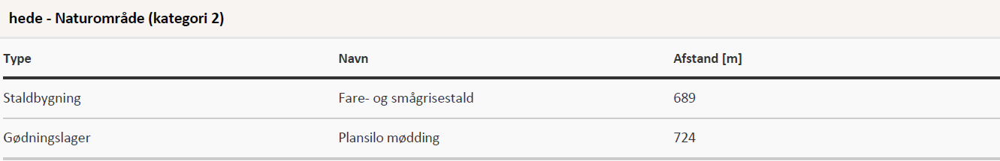 hede - Naturområde (kategori 2)
Type Navn Afstand [m]
Staldbygning Fare- og smågrisestald 689
Gødningslager Plansilo mødding 724